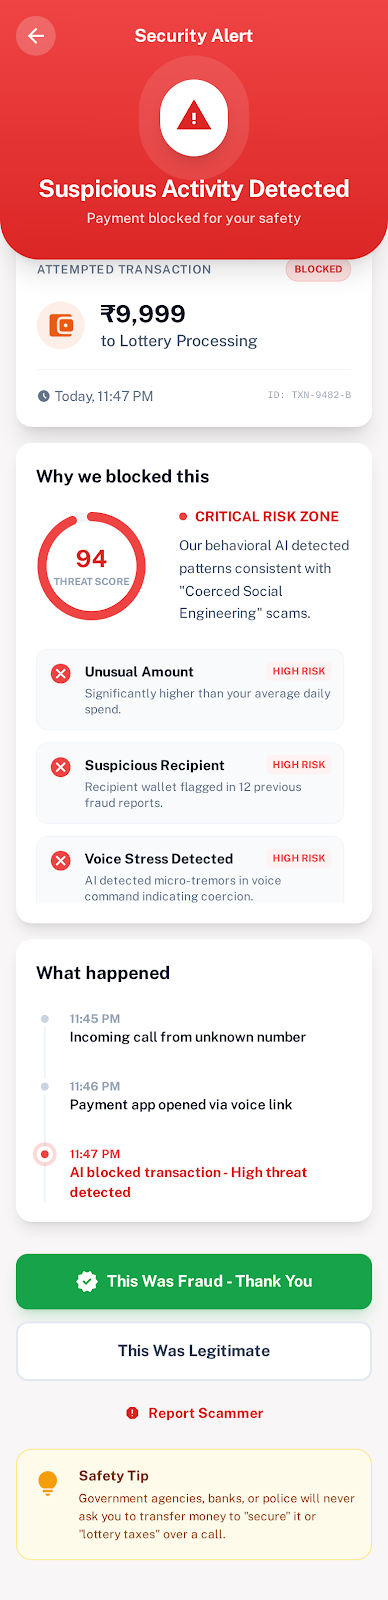 Security Alert
Suspicious Activity Detected
Payment blocked for your safety
ATTEMPTED TRANSACTION
BLOCKED
₹9,999
to Lottery Processing
Today, 11:47 PM
ID: TXN-9482-B
Why we blocked this
94
THREAT SCORE
CRITICAL RISK ZONE
Our behavioral AI detected
patterns consistent with
"Coerced Social
Engineering" scams.
Unusual Amount
HIGH RISK
Significantly higher than your average daily
spend.
Suspicious Recipient
HIGH RISK
Recipient wallet flagged in 12 previous
fraud reports.
Voice Stress Detected
HIGH RISK
AI detected micro-tremors in voice
command indicating coercion.
What happened
11:45 PM
Incoming call from unknown number
11:46 PM
Payment app opened via voice link
11:47 PM
AI blocked transaction - High threat
detected
This Was Fraud - Thank You
This Was Legitimate
Report Scammer
Safety Tip
Government agencies, banks, or police will never
ask you to transfer money to "secure" it or
"lottery taxes" over a call.